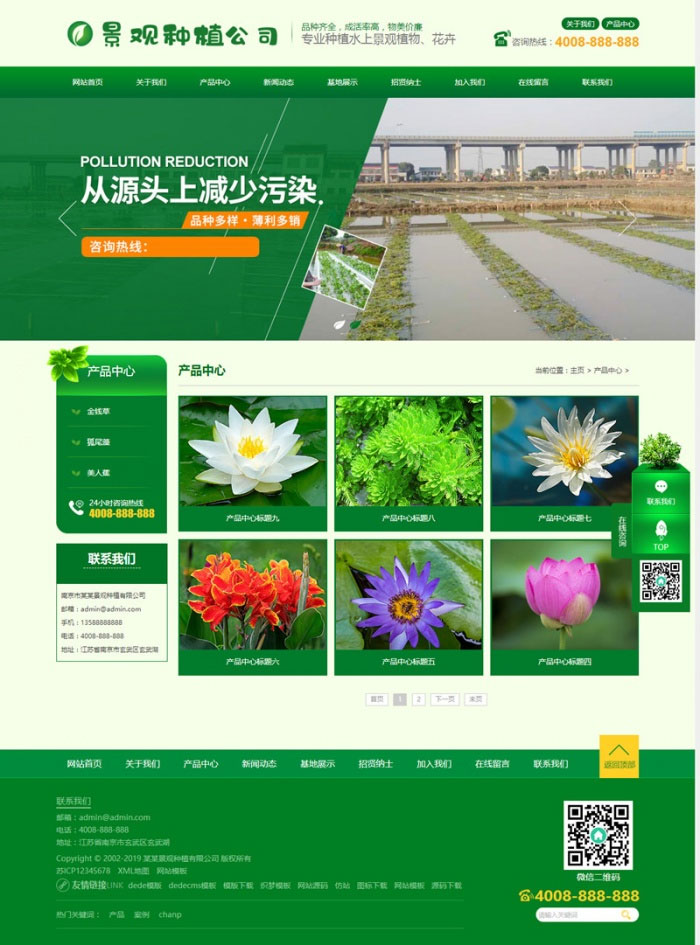 景观种植公司
品种齐全，成活率高，物美价廉
专业种植水上景观植物、花卉
关于我们 产品中心
咨询热线：4008-888-888
网站首页 关于我们 产品中心 新闻动态 基地展示 招贤纳士 加入我们 在线留言 联系我们
POLLUTION REDUCTION
从源头上减少污染.
品种多样·薄利多销
咨询热线：
产品中心
金钱草
狐尾藻
美人蕉
24小时咨询热线
4008-888-888
联系我们
南京市某某景观种植有限公司
邮箱：admin@admin.com
手机：13588888888
电话：4008-888-888
地址：江苏省南京市玄武区玄武湖
产品中心
当前位置：主页 > 产品中心 >
产品中心标题九 产品中心标题八 产品中心标题七
产品中心标题六 产品中心标题五 产品中心标题四
首页 1 2 下一页 末页
在线咨询
联系我们
TOP
网站首页 关于我们 产品中心 新闻动态 基地展示 招贤纳士 加入我们 在线留言 联系我们
返回顶部
联系我们
邮箱：admin@admin.com
电话：4008-888-888
地址：江苏省南京市玄武区玄武湖
Copyright © 2002-2019 某某景观种植有限公司 版权所有
苏ICP12345678 XML地图 网站模板
友情链接LINK dede模板 dedecms模板 模版下载 织梦模板 网站源码 仿站 图标下载 网站模板 源码下载
热门关键词： 产品 案例 chanp
微信二维码
4008-888-888
请输入关键词